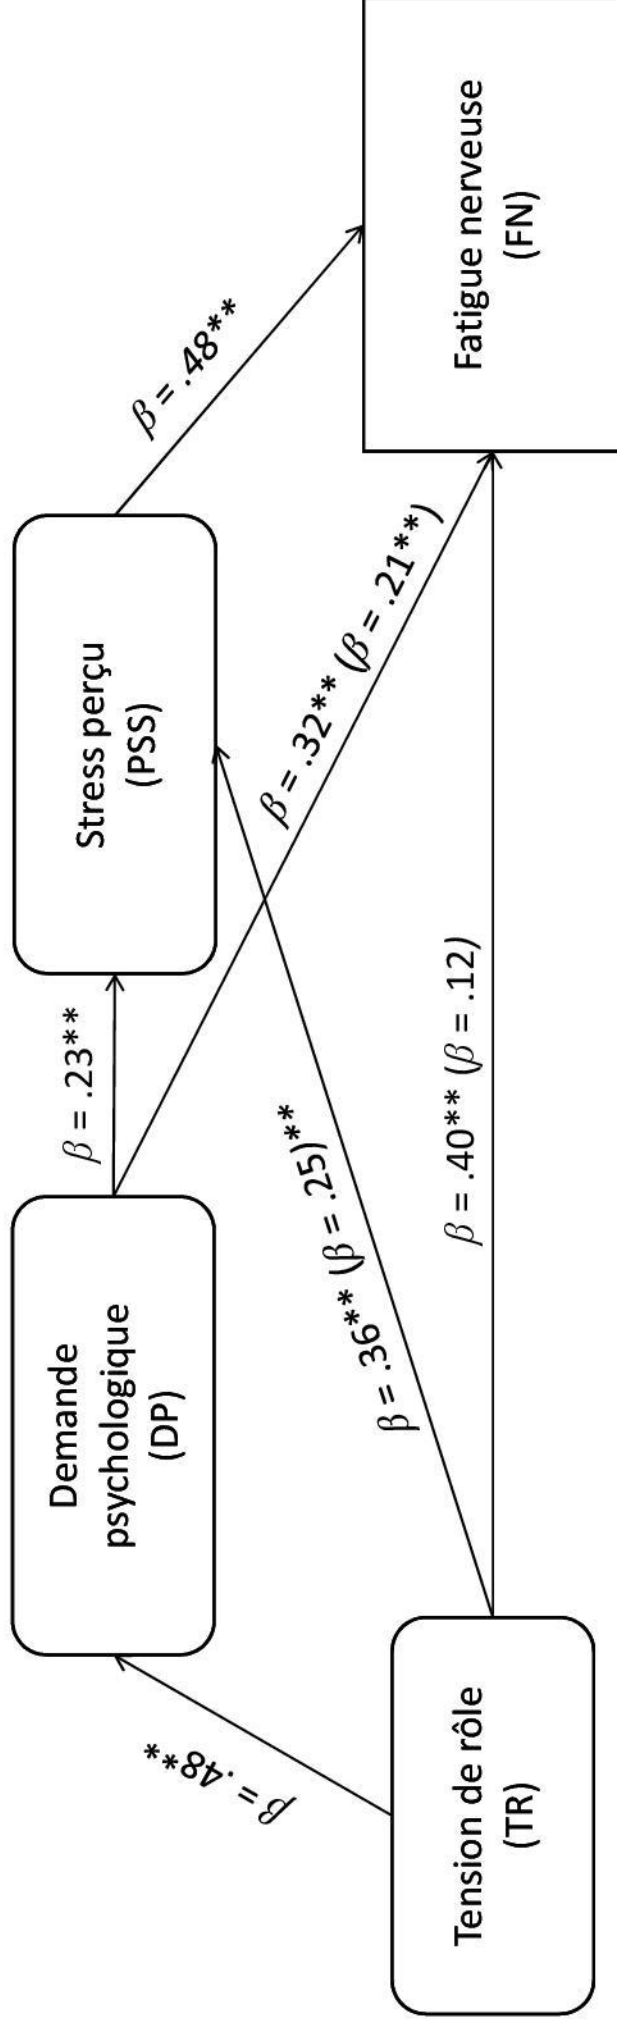 Demande
psychologique
(DP)
β = .23**
Stress perçu
(PSS)
β = .48**
β = .48**
β = .36** (β = .25)**
β = .32** (β = .21**)
Tension de rôle
(TR)
β = .40** (β = .12)
Fatigue nerveuse
(FN)